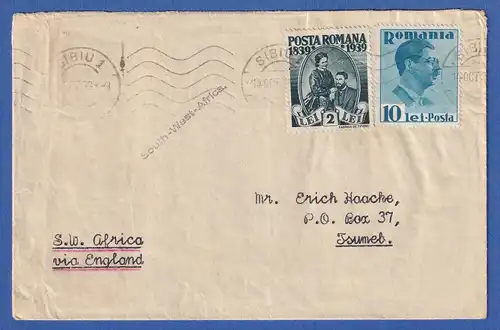 SIBIU 1
SIBIU
POSTA ROMANA
1839 1939
LEI 2 LEI
Romania
10 lei-Posta
South-West-Africa.
Mr. Erich Haacke,
P.O. Box 37,
Tsumeb.
S.W. Africa
via England